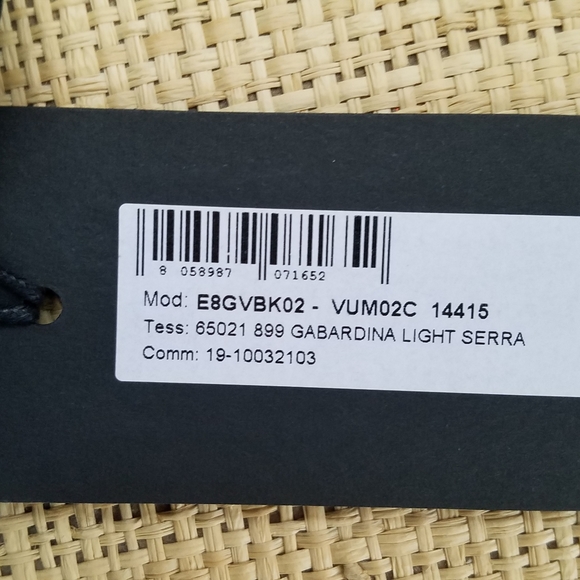 8 058987 071652
Mod: E8GVBK02 - VUM02C 14415
Tess: 65021 899 GABARDINA LIGHT SERRA
Comm: 19-10032103